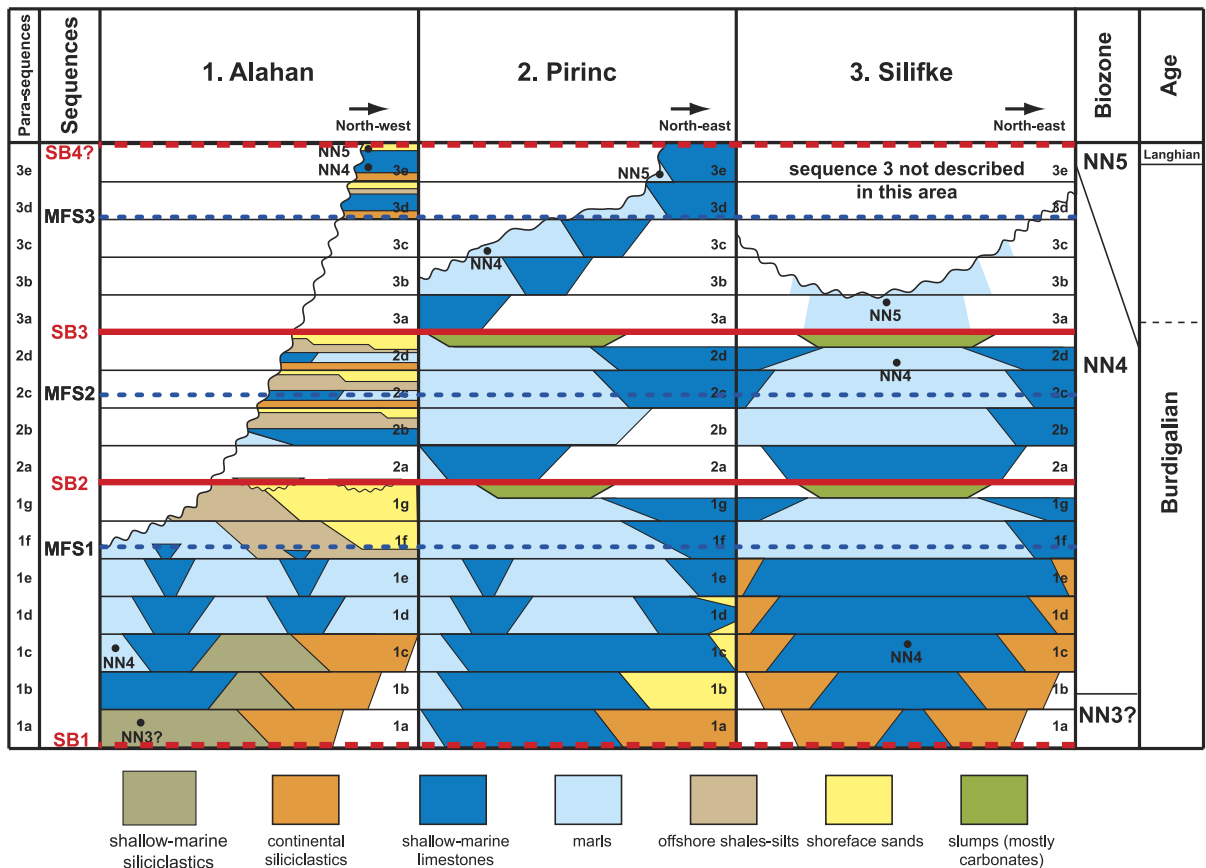 Para-sequences
Sequences
1. Alahan
North-west
2. Pirinc
North-east
3. Silifke
North-east
Biozone
Age
SB4?
3e
NN5
NN4
3e
NN5
3e
sequence 3 not described
in this area
3e
NN5
Langhian
3d
3d
3d
3d
MFS3
3c
3c
NN4
3c
3b
3b
3b
3a
3a
NN5
3a
SB3
2d
2d
2d
NN4
2d
NN4
MFS2
2c
2c
2c
2c
2b
2b
2b
2b
2a
2a
2a
2a
Burdigalian
SB2
1g
1g
1g
1g
MFS1
1f
1f
1f
1f
1e
1e
1e
1e
1d
1d
1d
1d
1c
NN4
1c
1c
NN4
1c
1b
1b
1b
1b
NN3?
1a
NN3?
1a
1a
1a
SB1
shallow-marine
siliciclastics
continental
siliciclastics
shallow-marine
limestones
marls
offshore shales-silts
shoreface sands
slumps (mostly
carbonates)